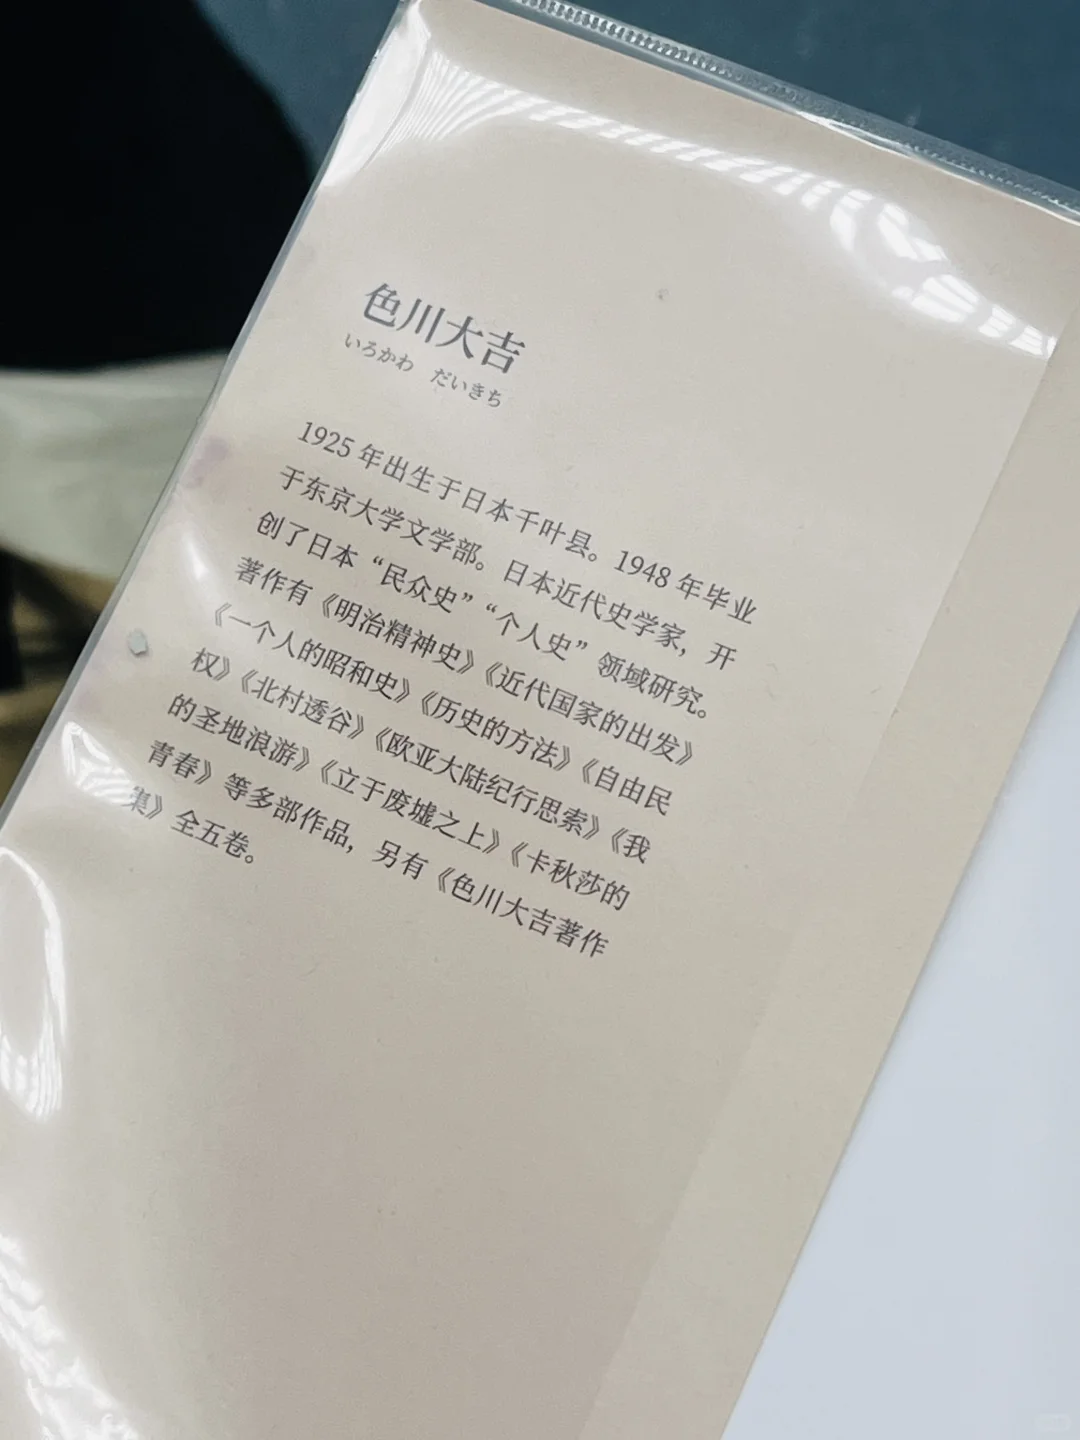 色川大吉
いろかわ だいきち
1925 年出生于日本千叶县。1948 年毕业
于东京大学文学部。日本近代史学家，开
创了日本“民众史”“个人史”领域研究。
著作有《明治精神史》《近代国家的出发》
《一个人的昭和史》《历史的方法》《自由民
权》《北村透谷》《欧亚大陆纪行思索》《我
的圣地浪游》《立于废墟之上》《卡秋莎的
青春》等多部作品，另有《色川大吉著作
集》全五卷。